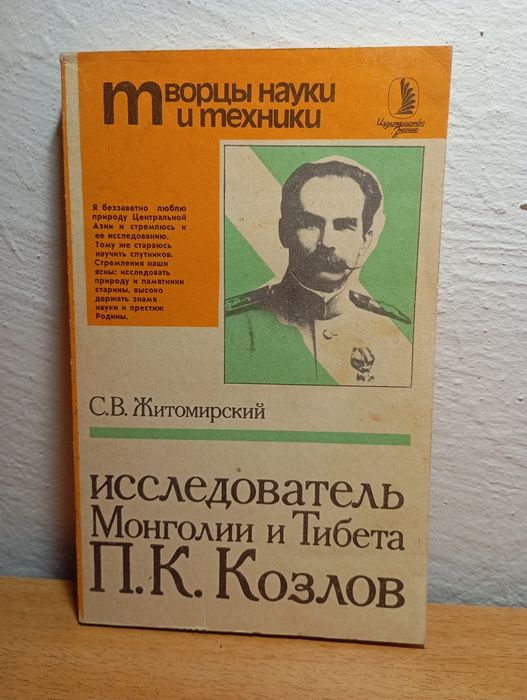 Творцы науки
и техники
Издательство
Знание
Я беззаветно люблю
природу Центральной
Азии и стремлюсь к
ее исследованию.
Тому же стараюсь
научить спутников.
Стремления наши
ясны: исследовать
природу и памятники
старины, высоко
держать знамя
науки и престиж
Родины.
С.В. Житомирский
исследователь
Монголии и Тибета
П.К. Козлов